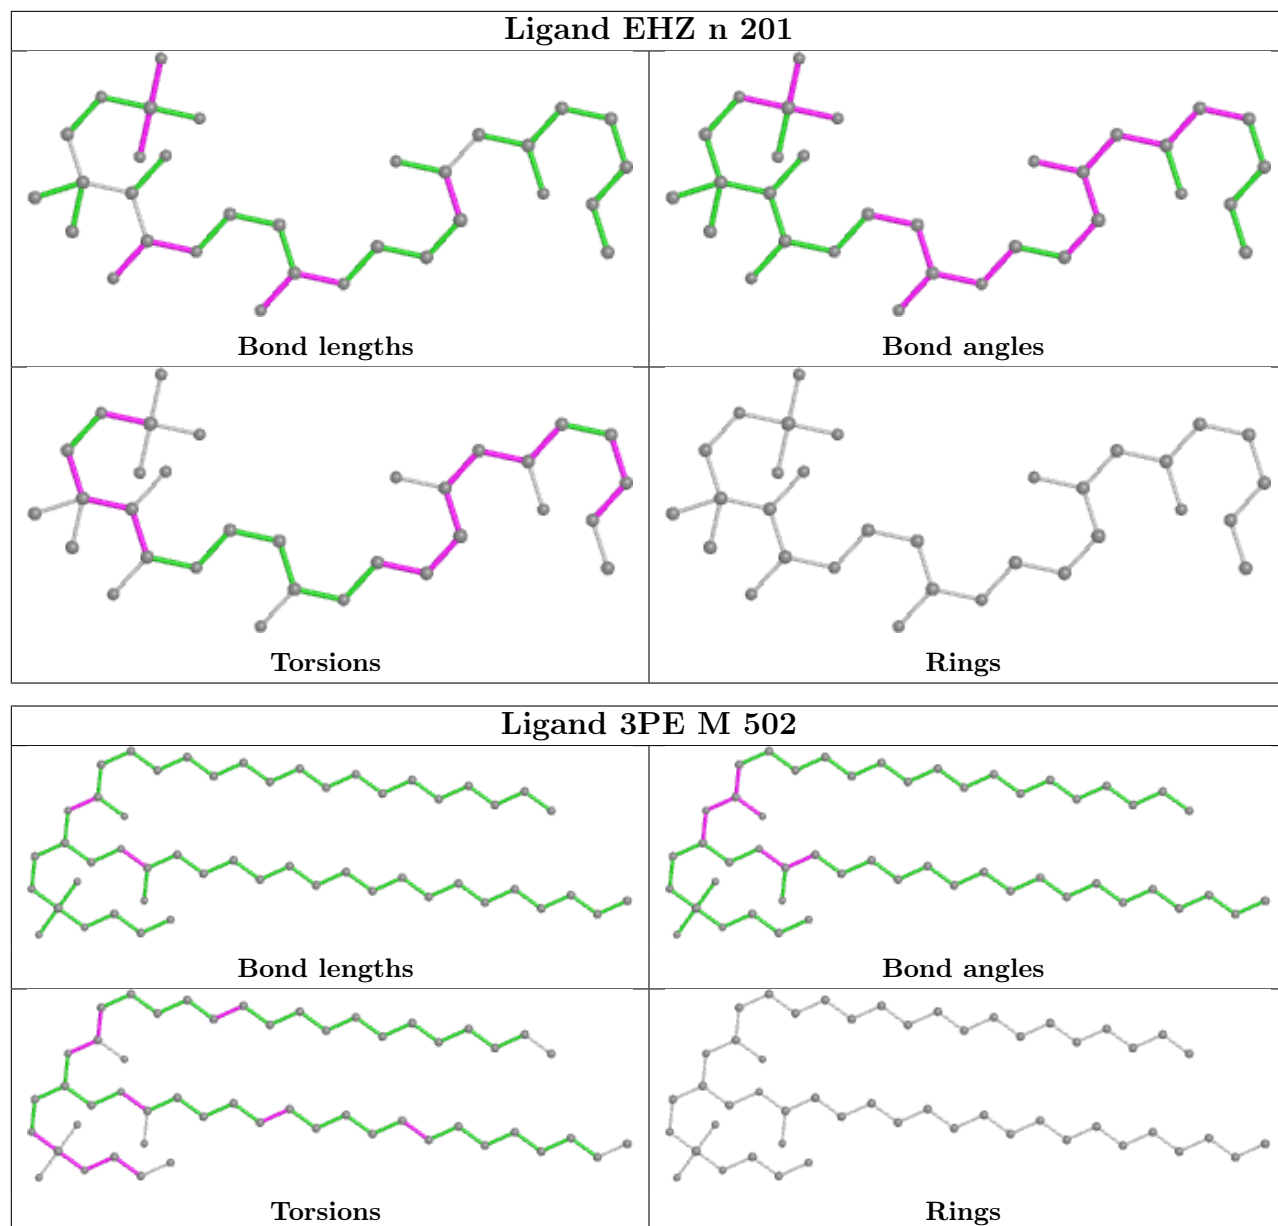 Ligand EHZ n 201
Bond lengths
Bond angles
Torsions
Rings
Ligand 3PE M 502
Bond lengths
Bond angles
Torsions
Rings